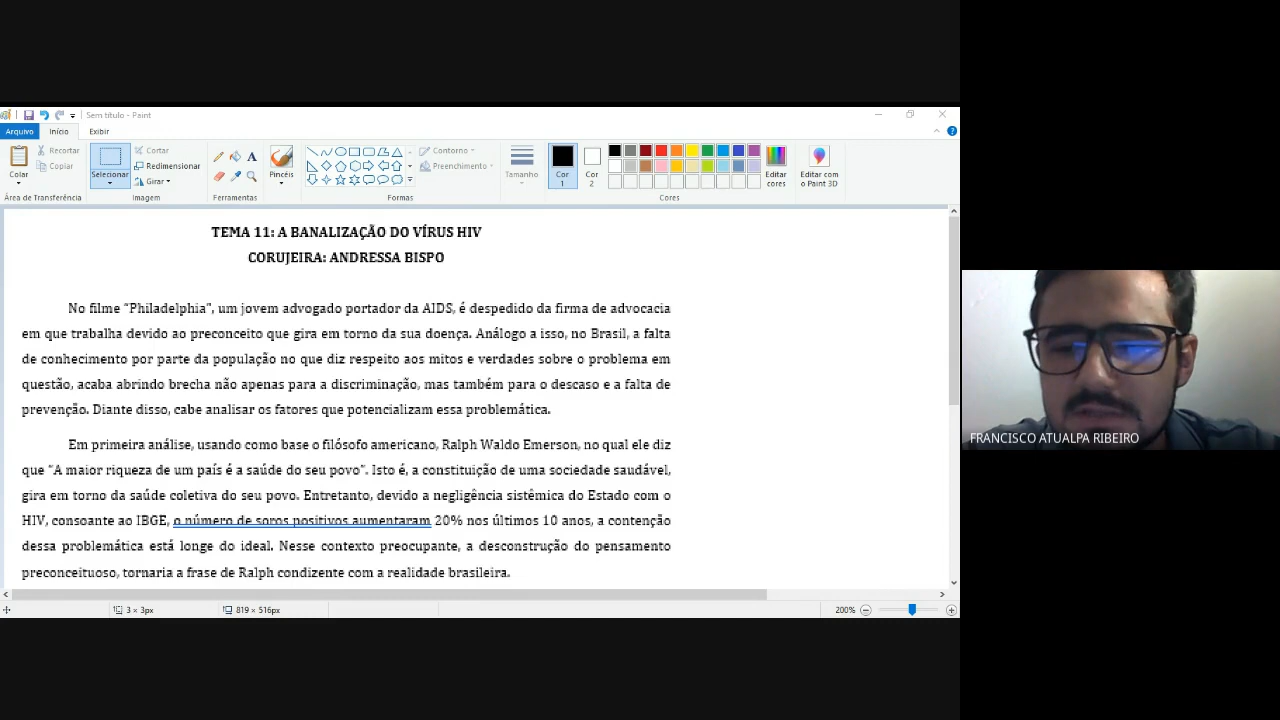 Sem título - Paint
Arquivo Início Exibir
Colar
Recortar
Copiar
Área de Transferência
Selecionar
Cortar
Redimensionar
Girar
Imagem
A
Ferramentas
Pincéis
Contorno
Preenchimento
Formas
Tamanho
Cor 1
Cor 2
Editar cores
Cores
Editar com o Paint 3D
TEMA 11: A BANALIZAÇÃO DO VÍRUS HIV
CORUJEIRA: ANDRESSA BISPO
No filme “Philadelphia”, um jovem advogado portador da AIDS, é despedido da firma de advocacia
em que trabalha devido ao preconceito que gira em torno da sua doença. Análogo a isso, no Brasil, a falta
de conhecimento por parte da população no que diz respeito aos mitos e verdades sobre o problema em
questão, acaba abrindo brecha não apenas para a discriminação, mas também para o descaso e a falta de
prevenção. Diante disso, cabe analisar os fatores que potencializam essa problemática.
Em primeira análise, usando como base o filósofo americano, Ralph Waldo Emerson, no qual ele diz
que “A maior riqueza de um país é a saúde do seu povo”. Isto é, a constituição de uma sociedade saudável,
gira em torno da saúde coletiva do seu povo. Entretanto, devido a negligência sistêmica do Estado com o
HIV, consoante ao IBGE, o número de soros positivos aumentaram 20% nos últimos 10 anos, a contenção
dessa problemática está longe do ideal. Nesse contexto preocupante, a desconstrução do pensamento
preconceituoso, tornaria a frase de Ralph condizente com a realidade brasileira.
3 × 3px
819 × 516px
200%
FRANCISCO ATUALPA RIBEIRO